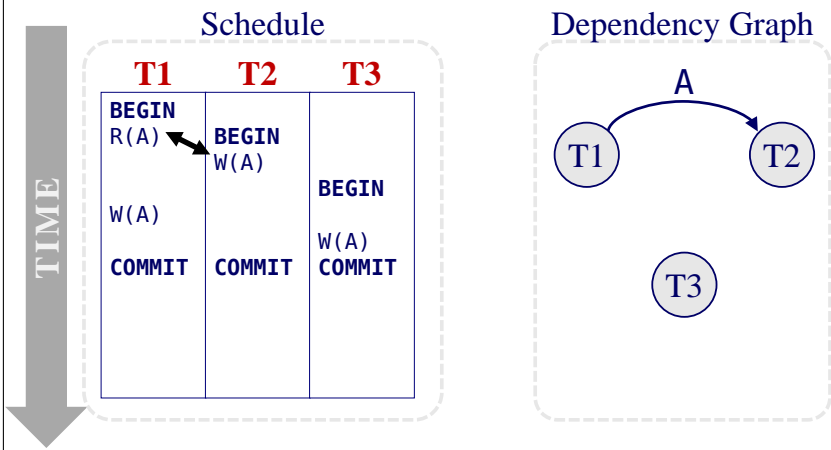 Schedule
Dependency Graph
TIME
T1 T2 T3
BEGIN
R(A) BEGIN
W(A)
BEGIN
W(A)
W(A)
COMMIT COMMIT COMMIT
A
T1 T2
T3